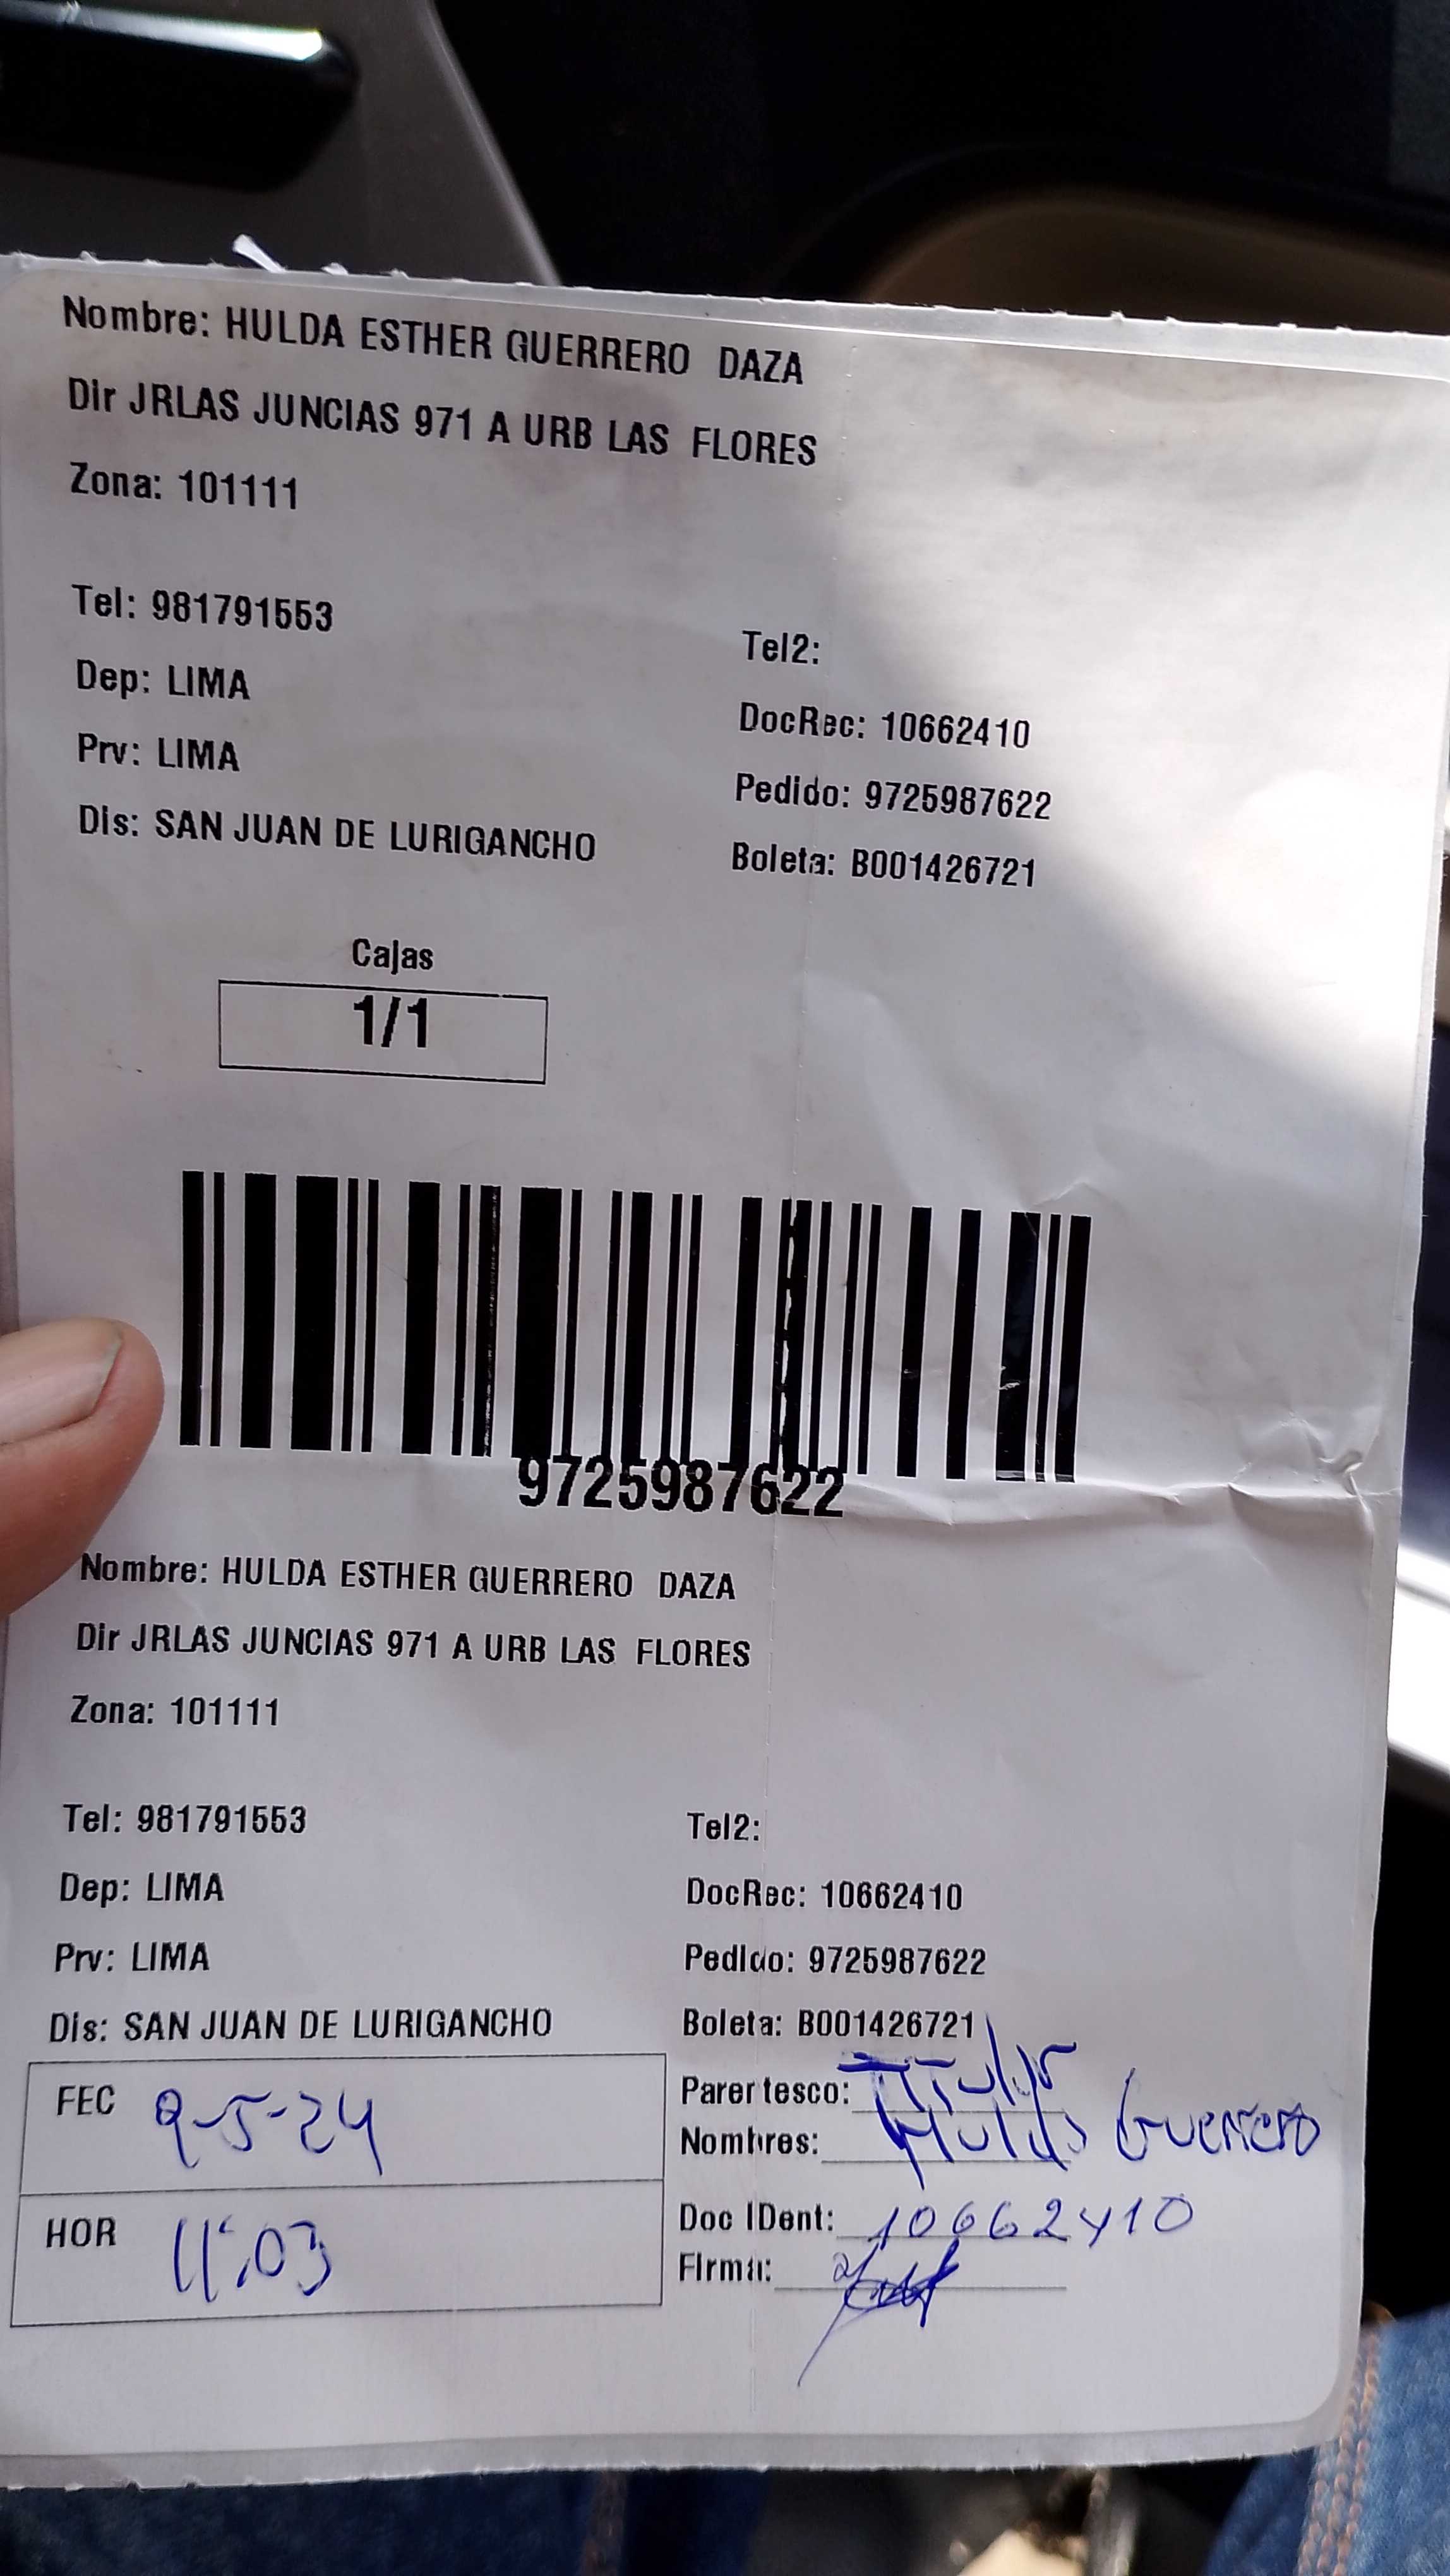 Nombre: HULDA ESTHER GUERRERO DAZA
Dir JRLAS JUNCIAS 971 A URB LAS FLORES
Zona: 101111
Tel: 981791553
Tel2:
Dep: LIMA
DocRec: 10662410
Prv: LIMA
Pedido: 9725987622
Dis: SAN JUAN DE LURIGANCHO
Boleta: B001426721
Cajas
1/1
9725987622
Nombre: HULDA ESTHER GUERRERO DAZA
Dir JRLAS JUNCIAS 971 A URB LAS FLORES
Zona: 101111
Tel: 981791553
Tel2:
Dep: LIMA
DocRec: 10662410
Prv: LIMA
Pedido: 9725987622
Dis: SAN JUAN DE LURIGANCHO
Boleta: B001426721
FEC 9-5-24
Parertesco: Titular
Nombres: Hulda Guerrero
HOR 11:03
Doc IDent: 10662410
Firma: